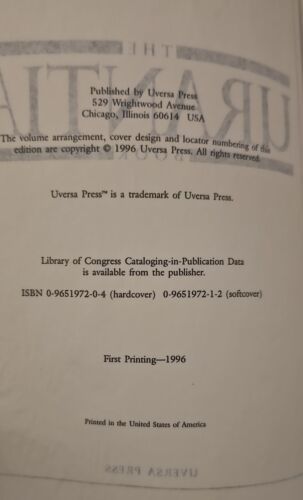 Published by Uversa Press
529 Wrightwood Avenue
Chicago, Illinois 60614 USA
The volume arrangement, cover design and locator numbering of this
edition are copyright © 1996 Uversa Press. All rights reserved.
Uversa Press™ is a trademark of Uversa Press.
Library of Congress Cataloging-in-Publication Data
is available from the publisher.
ISBN 0-9651972-0-4 (hardcover) 0-9651972-1-2 (softcover)
First Printing—1996
Printed in the United States of America